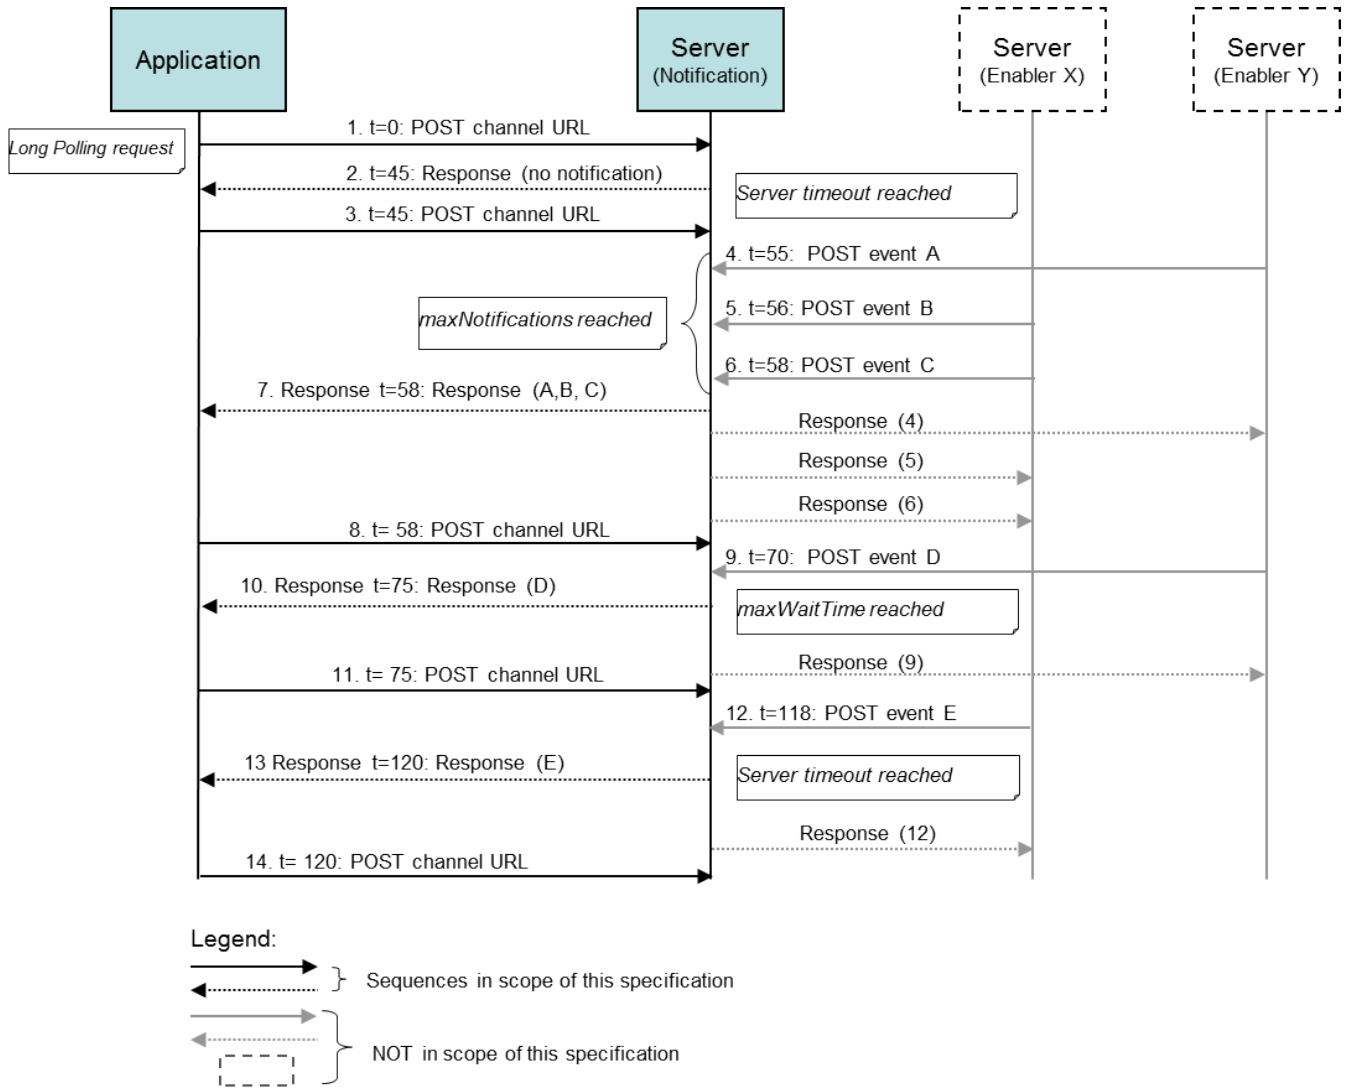 Application
Server
(Notification)
Server
(Enabler X)
Server
(Enabler Y)
Long Polling request
1. t=0: POST channel URL
2. t=45: Response (no notification)
Server timeout reached
3. t=45: POST channel URL
4. t=55: POST event A
maxNotifications reached
5. t=56: POST event B
6. t=58: POST event C
7. Response t=58: Response (A,B, C)
Response (4)
Response (5)
Response (6)
8. t= 58: POST channel URL
9. t=70: POST event D
10. Response t=75: Response (D)
maxWaitTime reached
Response (9)
11. t= 75: POST channel URL
12. t=118: POST event E
13 Response t=120: Response (E)
Server timeout reached
Response (12)
14. t= 120: POST channel URL
Legend:
Sequences in scope of this specification
NOT in scope of this specification